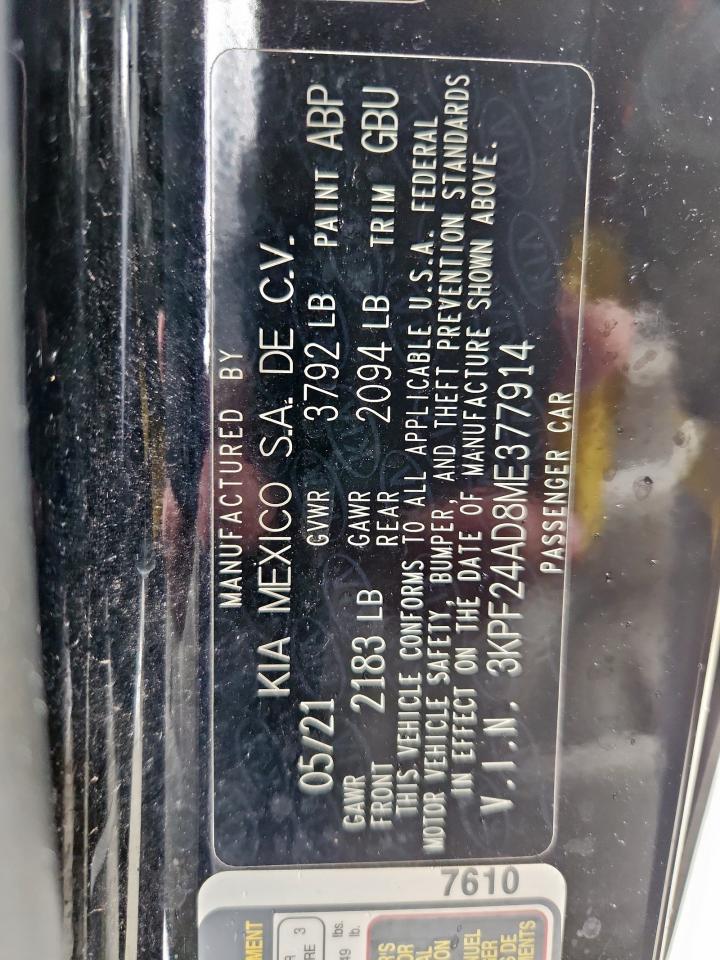 MANUFACTURED BY
KIA MEXICO S.A. DE C.V.
05/21 GVWR 3792 LB PAINT ABP
GAWR FRONT 2183 LB GAWR REAR 2094 LB TRIM GBU
THIS VEHICLE CONFORMS TO ALL APPLICABLE U.S.A. FEDERAL
MOTOR VEHICLE SAFETY, BUMPER, AND THEFT PREVENTION STANDARDS
IN EFFECT ON THE DATE OF MANUFACTURE SHOWN ABOVE.
V.I.N. 3KPF24AD8ME377914
PASSENGER CAR
7610